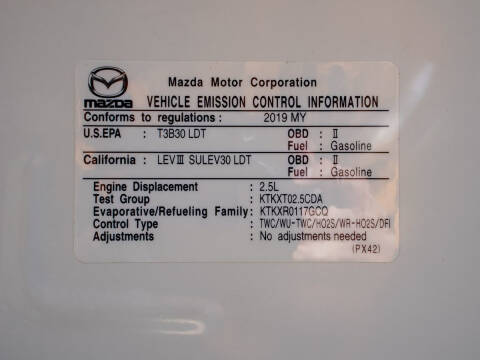 Mazda Motor Corporation
mazda VEHICLE EMISSION CONTROL INFORMATION
Conforms to regulations : 2019 MY
U.S.EPA : T3B30 LDT OBD : II
Fuel : Gasoline
California : LEVIII SULEV30 LDT OBD : II
Fuel : Gasoline
Engine Displacement : 2.5L
Test Group : KTKXT02.5CDA
Evaporative/Refueling Family : KTKXR0117GCQ
Control Type : TWC/WU-TWC/HO2S/WR-HO2S/DFI
Adjustments : No adjustments needed
(PX42)